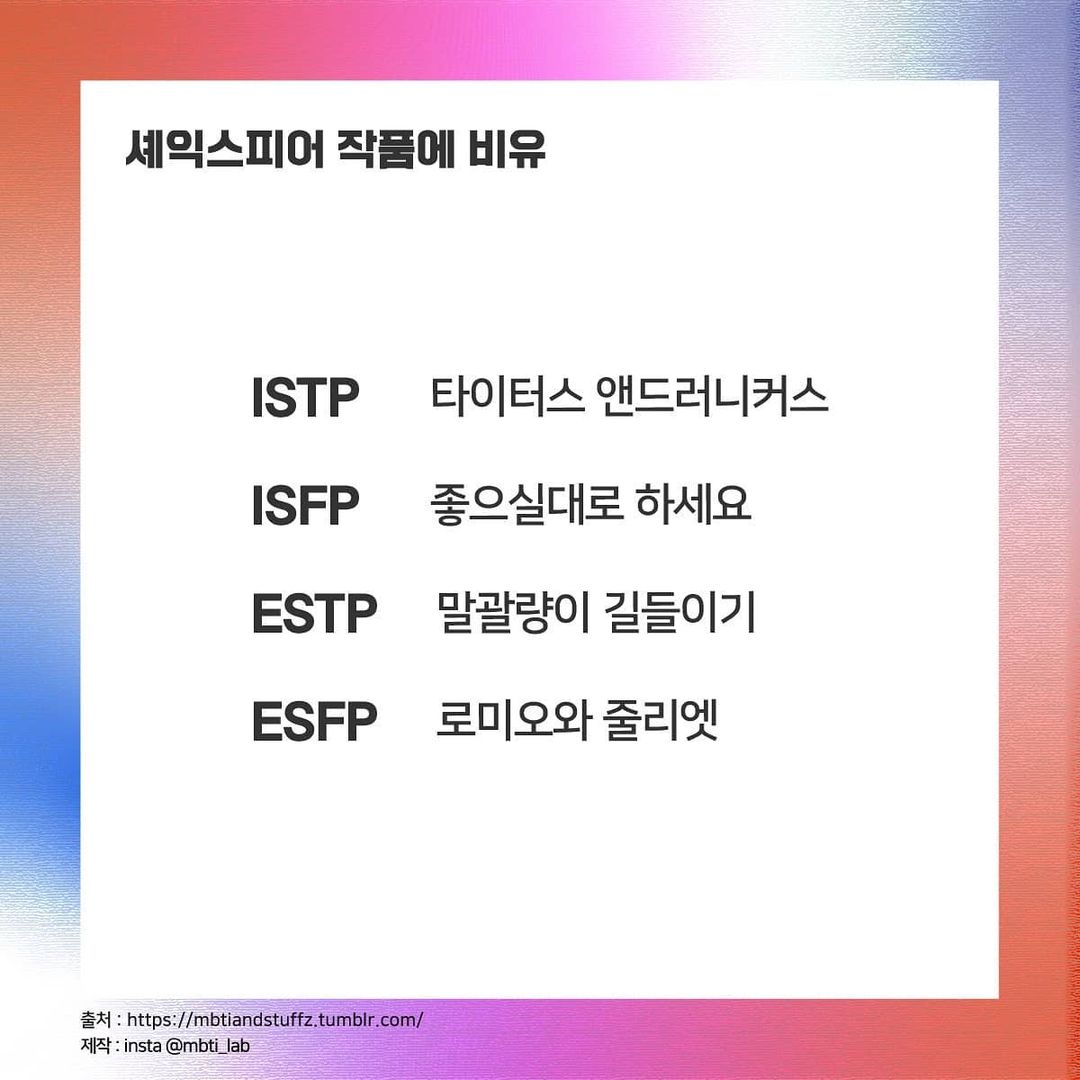 셰익스피어 작품에 비유
ISTP 타이터스 앤드러니커스
ISFP 좋으실대로 하세요
ESTP 말괄량이 길들이기
ESFP 로미오와 줄리엣
출처 : https://mbtiandstuffz.tumblr.com/
제작 : insta @mbti_lab